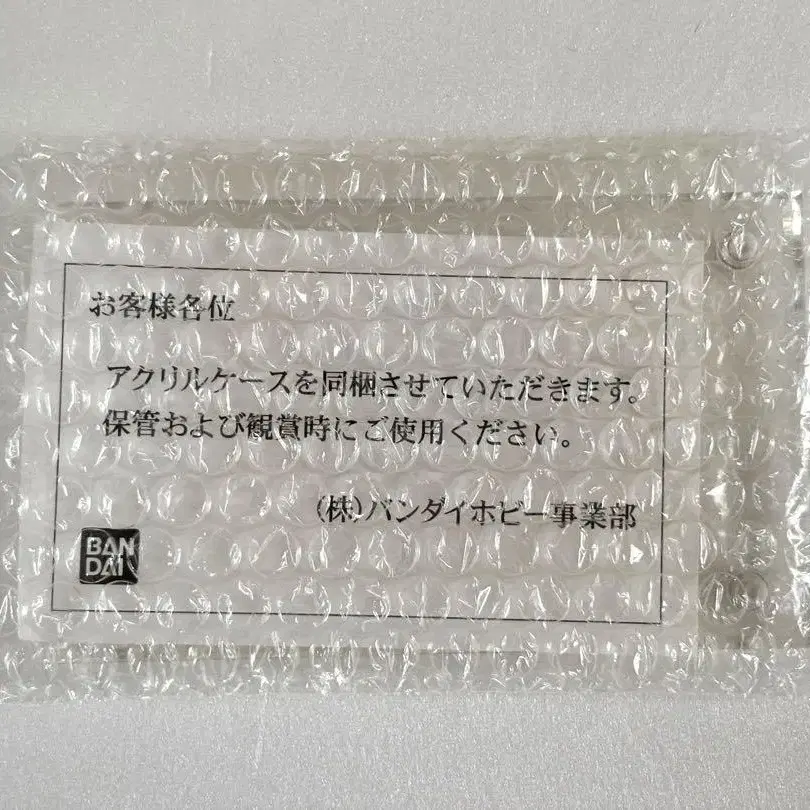 お客様各位
アクリルケースを同梱させていただきます。
保管および観賞時にご使用ください。
(株)バンダイホビー事業部
BAN
DAI